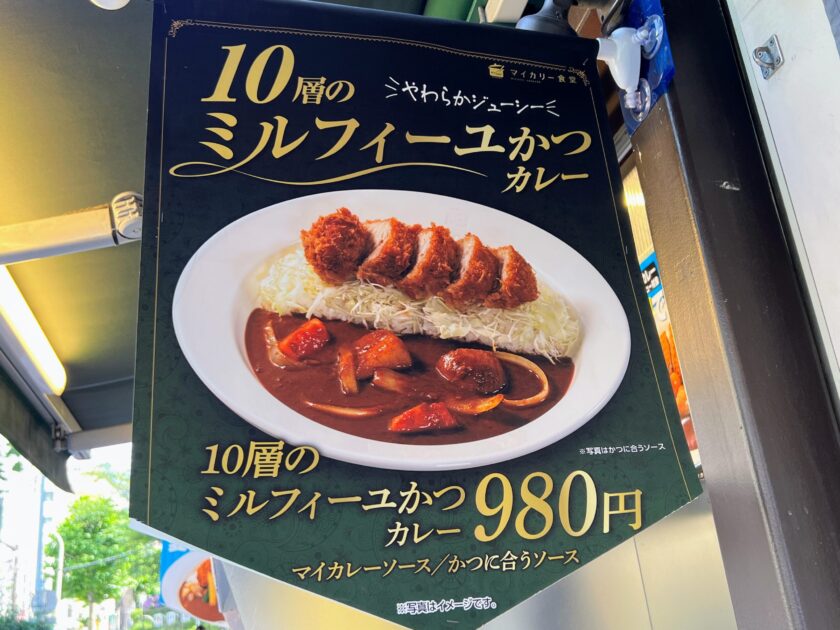 マイカリー食堂
10層の
やわらかジューシー
ミルフィーユかつ
カレー
※写真はかつに合うソース
10層の
ミルフィーユかつ
カレー 980円
マイカレーソース/かつに合うソース
※写真はイメージです。